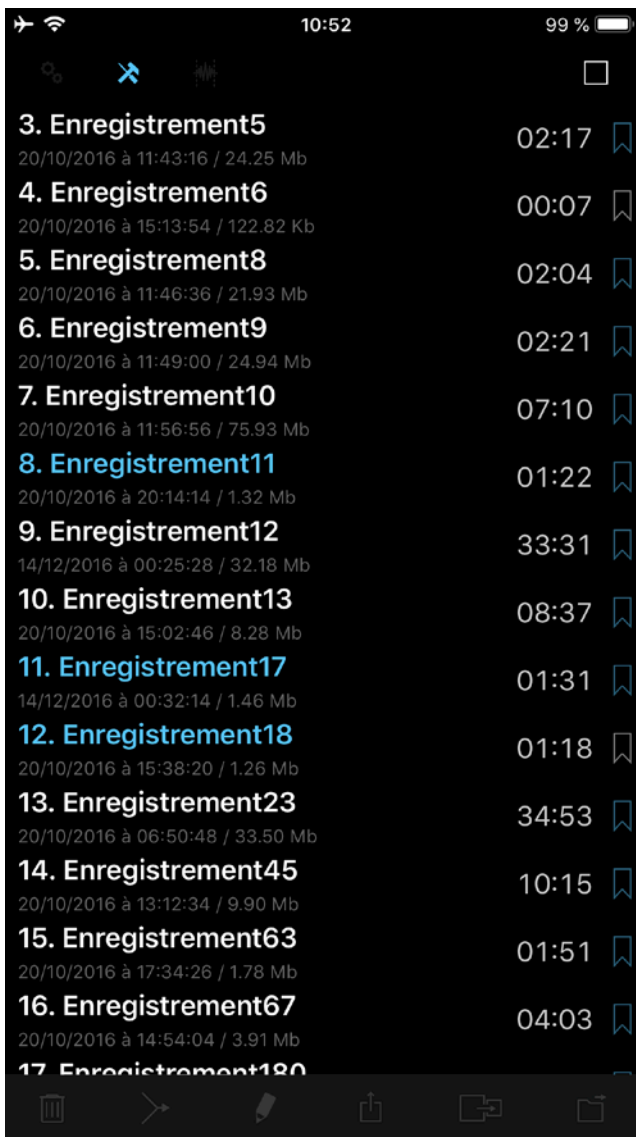 10:52
99 %
3. Enregistrement5
02:17
20/10/2016 à 11:43:16 / 24.25 Mb
4. Enregistrement6
00:07
20/10/2016 à 15:13:54 / 122.82 Kb
5. Enregistrement8
02:04
20/10/2016 à 11:46:36 / 21.93 Mb
6. Enregistrement9
02:21
20/10/2016 à 11:49:00 / 24.94 Mb
7. Enregistrement10
07:10
20/10/2016 à 11:56:56 / 75.93 Mb
8. Enregistrement11
01:22
20/10/2016 à 20:14:14 / 1.32 Mb
9. Enregistrement12
33:31
14/12/2016 à 00:25:28 / 32.18 Mb
10. Enregistrement13
08:37
20/10/2016 à 15:02:46 / 8.28 Mb
11. Enregistrement17
01:31
14/12/2016 à 00:32:14 / 1.46 Mb
12. Enregistrement18
01:18
20/10/2016 à 15:38:20 / 1.26 Mb
13. Enregistrement23
34:53
20/10/2016 à 06:50:48 / 33.50 Mb
14. Enregistrement45
10:15
20/10/2016 à 13:12:34 / 9.90 Mb
15. Enregistrement63
01:51
20/10/2016 à 17:34:26 / 1.78 Mb
16. Enregistrement67
04:03
20/10/2016 à 14:54:04 / 3.91 Mb
17. Enregistrement180